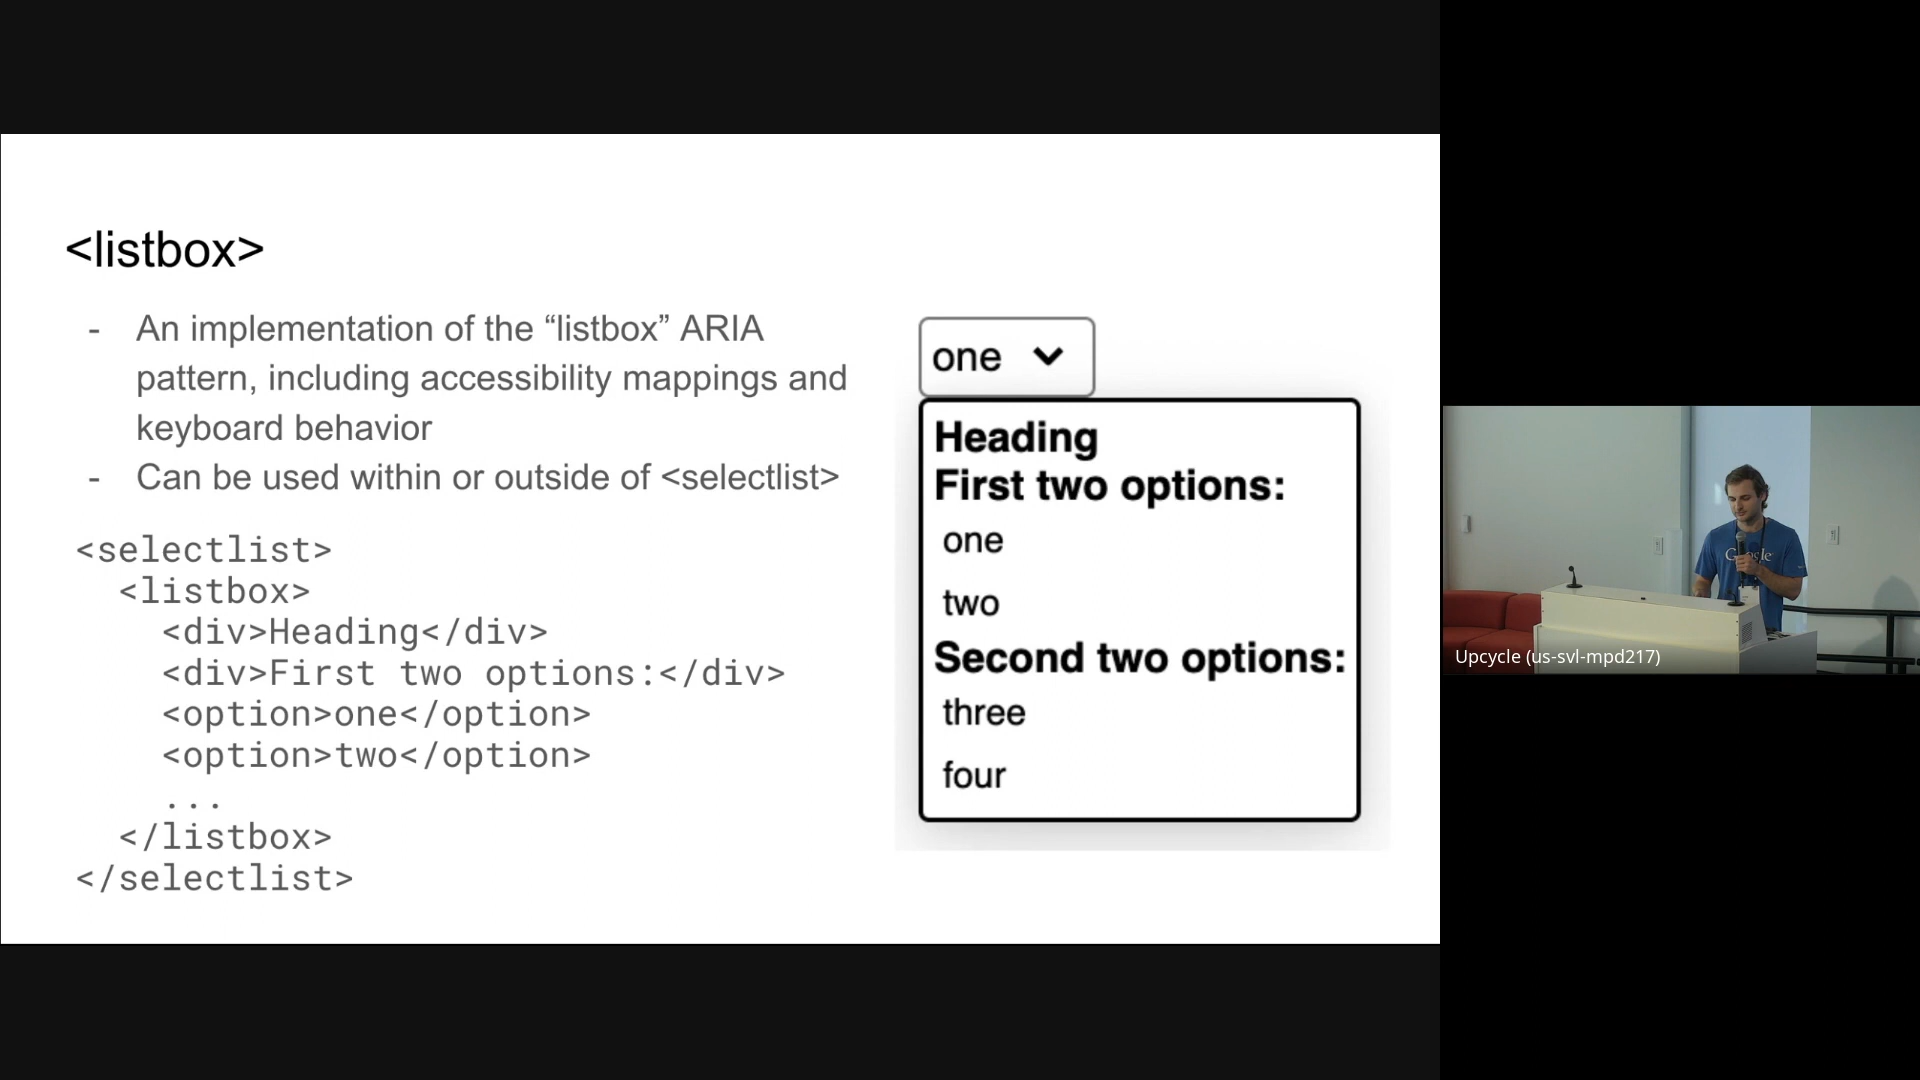 <listbox>
- An implementation of the “listbox” ARIA
pattern, including accessibility mappings and
keyboard behavior
- Can be used within or outside of <selectlist>
<selectlist>
<listbox>
<div>Heading</div>
<div>First two options:</div>
<option>one</option>
<option>two</option>
...
</listbox>
</selectlist>
one
Heading
First two options:
one
two
Second two options:
three
four
Google
Upcycle (us-svl-mpd217)